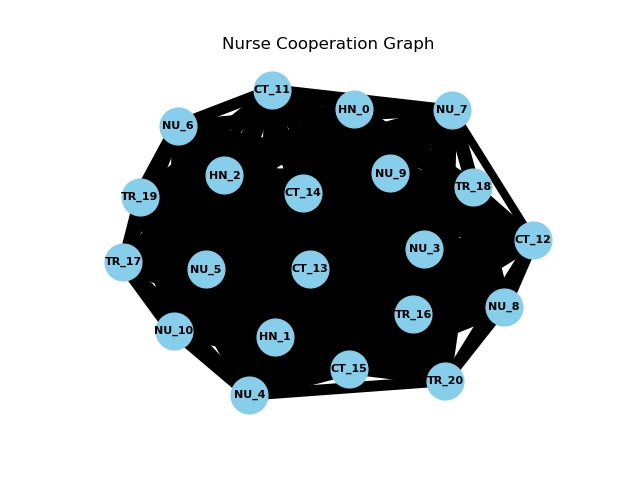 Nurse Cooperation Graph
CT_11
HN_0
NU_7
NU_6
HN_2
NU_9
TR_18
CT_14
TR_19
CT_12
NU_3
TR_17
NU_5
CT_13
NU_8
TR_16
NU_10
HN_1
CT_15
TR_20
NU_4